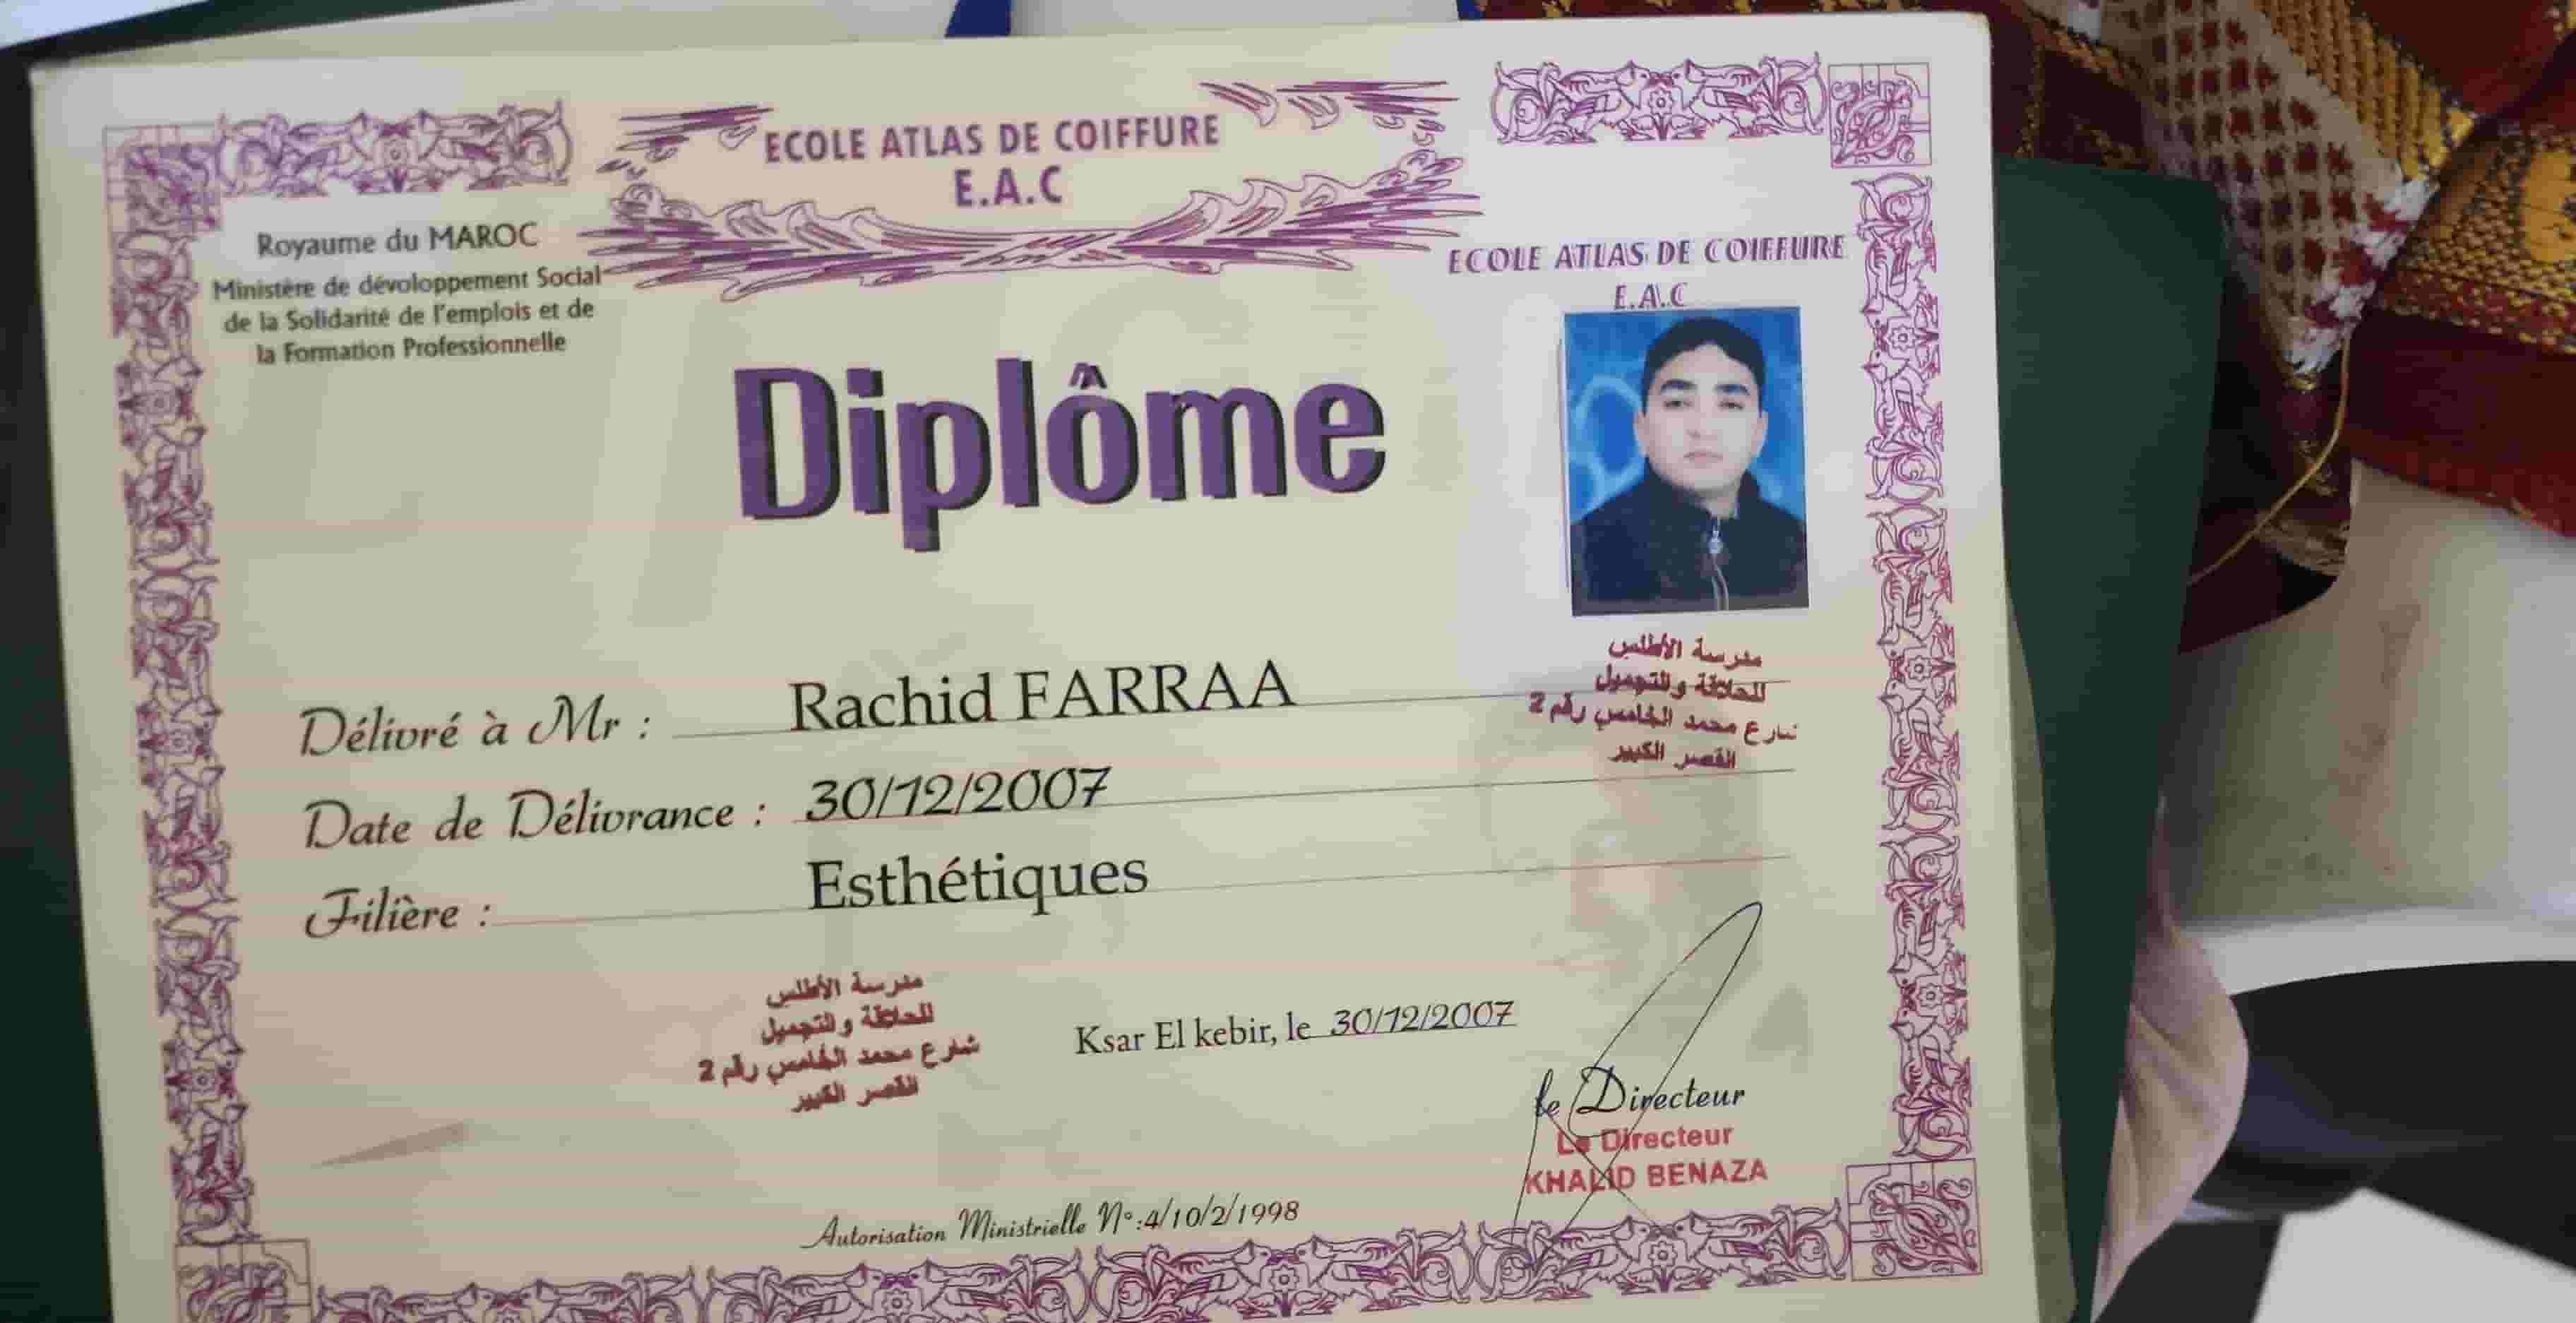 ECOLE ATLAS DE COIFFURE
E.A.C
Royaume du MAROC
Ministère de dévoloppement Social
de la Solidarité de l'emplois et de
la Formation Professionnelle
ECOLE ATLAS DE COIFFURE
E.A.C
Diplôme
مدرسة الأطلس
للحلاقة والتجميل
شارع محمد الخامس رقم 2
القصر الكبير
Délivré à Mr : Rachid FARRAA
Date de Délivrance : 30/12/2007
Filière : Esthétiques
مدرسة الأطلس
للحلاقة والتجميل
شارع محمد الخامس رقم 2
القصر الكبير
Ksar El kebir, le 30/12/2007
le Directeur
Le Directeur
KHALID BENAZA
Autorisation Ministrielle N°:4/10/2/1998